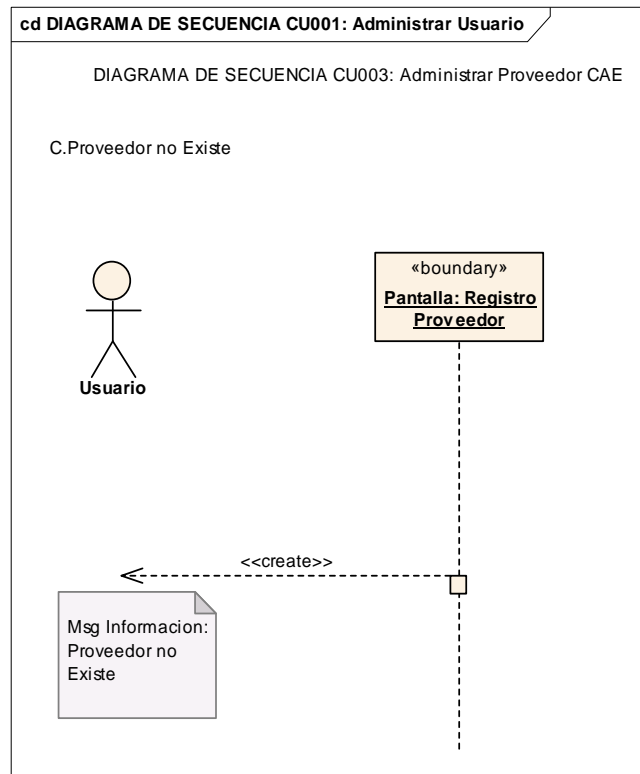 cd DIAGRAMA DE SECUENCIA CU001: Administrar Usuario
DIAGRAMA DE SECUENCIA CU003: Administrar Proveedor CAE
C.Proveedor no Existe
«boundary»
Pantalla: Registro
Proveedor
Usuario
<<create>>
Msg Informacion:
Proveedor no
Existe